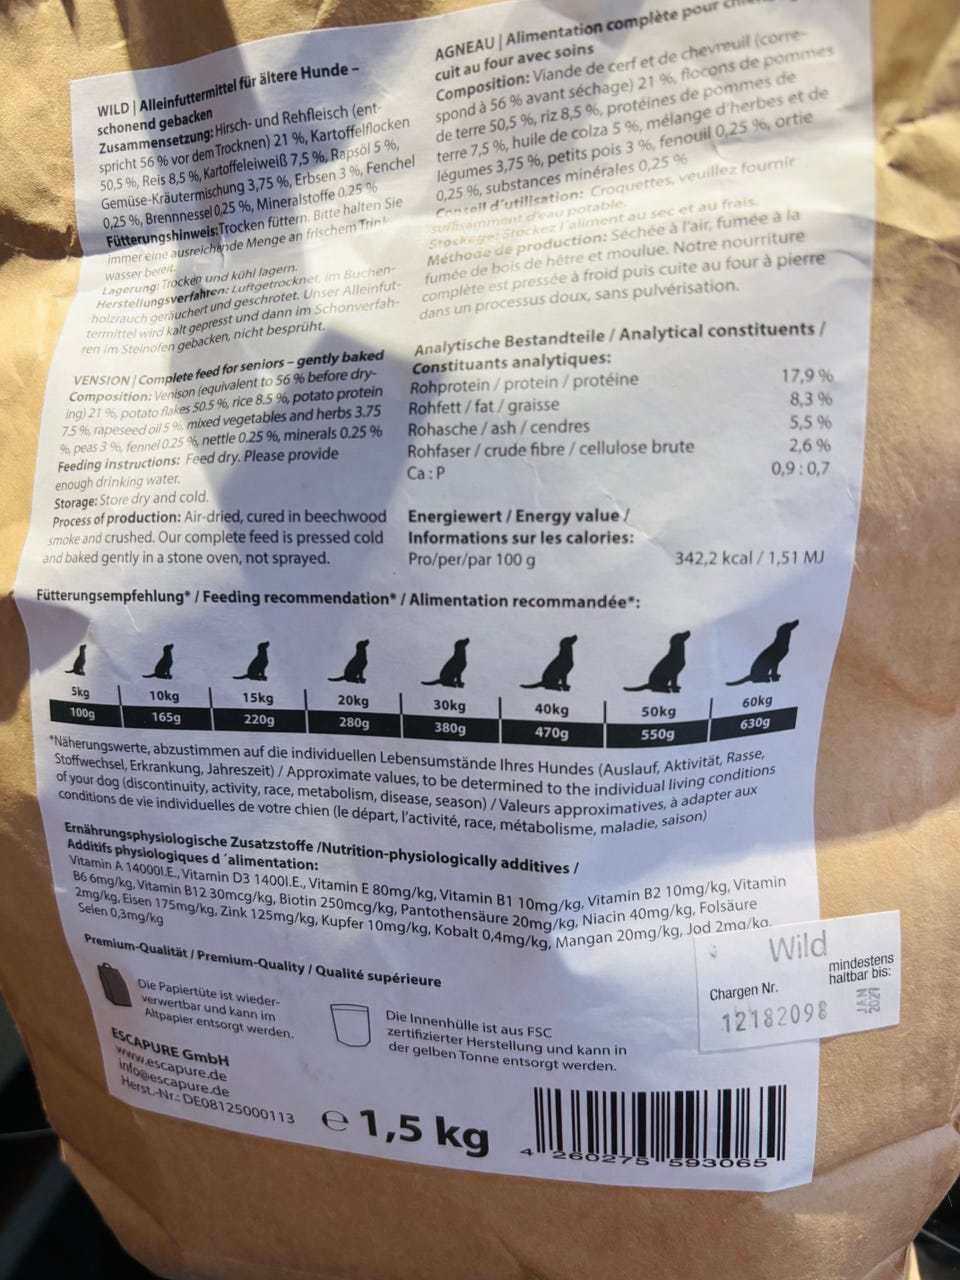 WILD | Alleinfuttermittel für ältere Hunde –
schonend gebacken
Zusammensetzung: Hirsch- und Rehfleisch (ent-
spricht 56 % vor dem Trocknen) 21 %, Kartoffelflocken
50,5 %, Reis 8,5 %, Kartoffeleiweiß 7,5 %, Rapsöl 5 %,
Gemüse-Kräutermischung 3,75 %, Erbsen 3 %, Fenchel
0,25 %, Brennnessel 0,25 %, Mineralstoffe 0,25 %
Fütterungshinweis: Trocken füttern. Bitte halten Sie
immer eine ausreichende Menge an frischem Trink-
wasser bereit.
Lagerung: Trocken und kühl lagern.
Herstellungsverfahren: Luftgetrocknet, im Buchen-
holzrauch geräuchert und geschrotet. Unser Alleinfut-
termittel wird kalt gepresst und dann im Schonverfah-
ren im Steinofen gebacken, nicht besprüht.
VENSION | Complete feed for seniors – gently baked
Composition: Venison (equivalent to 56 % before dry-
ing) 21 %, potato flakes 50.5 %, rice 8.5 %, potato protein
7.5 %, rapeseed oil 5 %, mixed vegetables and herbs 3.75
%, peas 3 %, fennel 0.25 %, nettle 0.25 %, minerals 0.25 %
Feeding instructions: Feed dry. Please provide
enough drinking water.
Storage: Store dry and cold.
Process of production: Air-dried, cured in beechwood
smoke and crushed. Our complete feed is pressed cold
and baked gently in a stone oven, not sprayed.
AGNEAU | Alimentation complète pour
cuit au four avec soins
Composition: Viande de cerf et de chevreuil (corre-
spond à 56 % avant séchage) 21 %, flocons de pommes
de terre 50,5 %, riz 8,5 %, protéines de pommes de
terre 7,5 %, huile de colza 5 %, mélange d'herbes et de
légumes 3,75 %, petits pois 3 %, fenouil 0,25 %, ortie
0,25 %, substances minérales 0,25 %
Conseil d´utilisation: Croquettes, veuillez fournir
suffisamment d'eau potable.
Stockage: Stockez l´aliment au sec et au frais.
Méthode de production: Séchée à l'air, fumée à la
fumée de bois de hêtre et moulue. Notre nourriture
complète est pressée à froid puis cuite au four à pierre
dans un processus doux, sans pulvérisation.
Analytische Bestandteile / Analytical constituents /
Constituants analytiques:
Rohprotein / protein / protéine 17,9 %
Rohfett / fat / graisse 8,3 %
Rohasche / ash / cendres 5,5 %
Rohfaser / crude fibre / cellulose brute 2,6 %
Ca : P 0,9 : 0,7
Energiewert / Energy value /
Informations sur les calories:
Pro/per/par 100 g 342,2 kcal / 1,51 MJ
Fütterungsempfehlung* / Feeding recommendation* / Alimentation recommandée*:
5kg 10kg 15kg 20kg 30kg 40kg 50kg 60kg
100g 165g 220g 280g 380g 470g 550g 630g
*Näherungswerte, abzustimmen auf die individuellen Lebensumstände Ihres Hundes (Auslauf, Aktivität, Rasse,
Stoffwechsel, Erkrankung, Jahreszeit) / Approximate values, to be determined to the individual living conditions
of your dog (discontinuity, activity, race, metabolism, disease, season) / Valeurs approximatives, à adapter aux
conditions de vie individuelles de votre chien (le départ, l'activité, race, métabolisme, maladie, saison)
Ernährungsphysiologische Zusatzstoffe /Nutrition-physiologically additives /
Additifs physiologiques d´alimentation:
Vitamin A 14000I.E., Vitamin D3 1400I.E., Vitamin E 80mg/kg, Vitamin B1 10mg/kg, Vitamin B2 10mg/kg, Vitamin
B6 6mg/kg, Vitamin B12 30mcg/kg, Biotin 250mcg/kg, Pantothensäure 20mg/kg, Niacin 40mg/kg, Folsäure
2mg/kg, Eisen 175mg/kg, Zink 125mg/kg, Kupfer 10mg/kg, Kobalt 0,4mg/kg, Mangan 20mg/kg, Jod 2mg/kg,
Selen 0,3mg/kg
Premium-Qualität / Premium-Quality / Qualité supérieure
Die Papiertüte ist wieder-
verwertbar und kann im
Altpapier entsorgt werden.
Die Innenhülle ist aus FSC
zertifizierter Herstellung und kann in
der gelben Tonne entsorgt werden.
Wild
mindestens
haltbar bis:
Chargen Nr.
12182098
JAN
2027
ESCAPURE GmbH
www.escapure.de
info@escapure.de
Herst.-Nr.: DE08125000113
e 1,5 kg
4 260275 593065